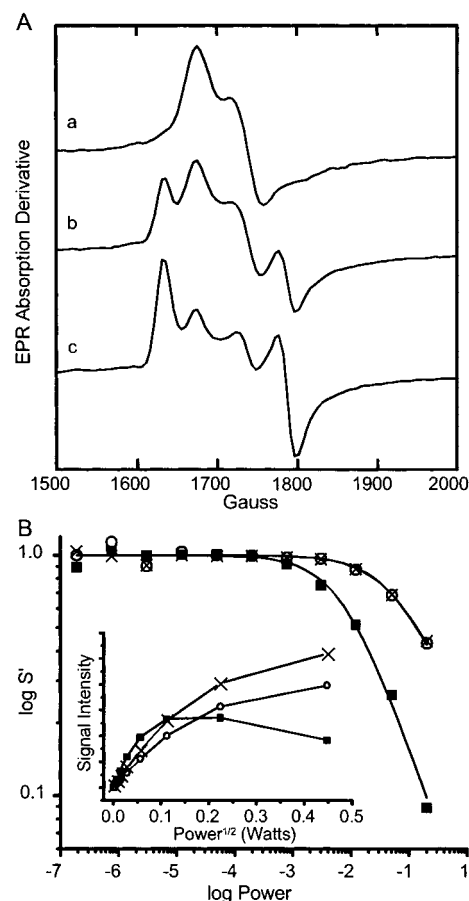 A
EPR Absorption Derivative
a
b
c
1500 1600 1700 1800 1900 2000
Gauss
B
log S'
1.0
0.1
Signal Intensity
0.0 0.1 0.2 0.3 0.4 0.5
Power1/2 (Watts)
-7 -6 -5 -4 -3 -2 -1 0 1
log Power